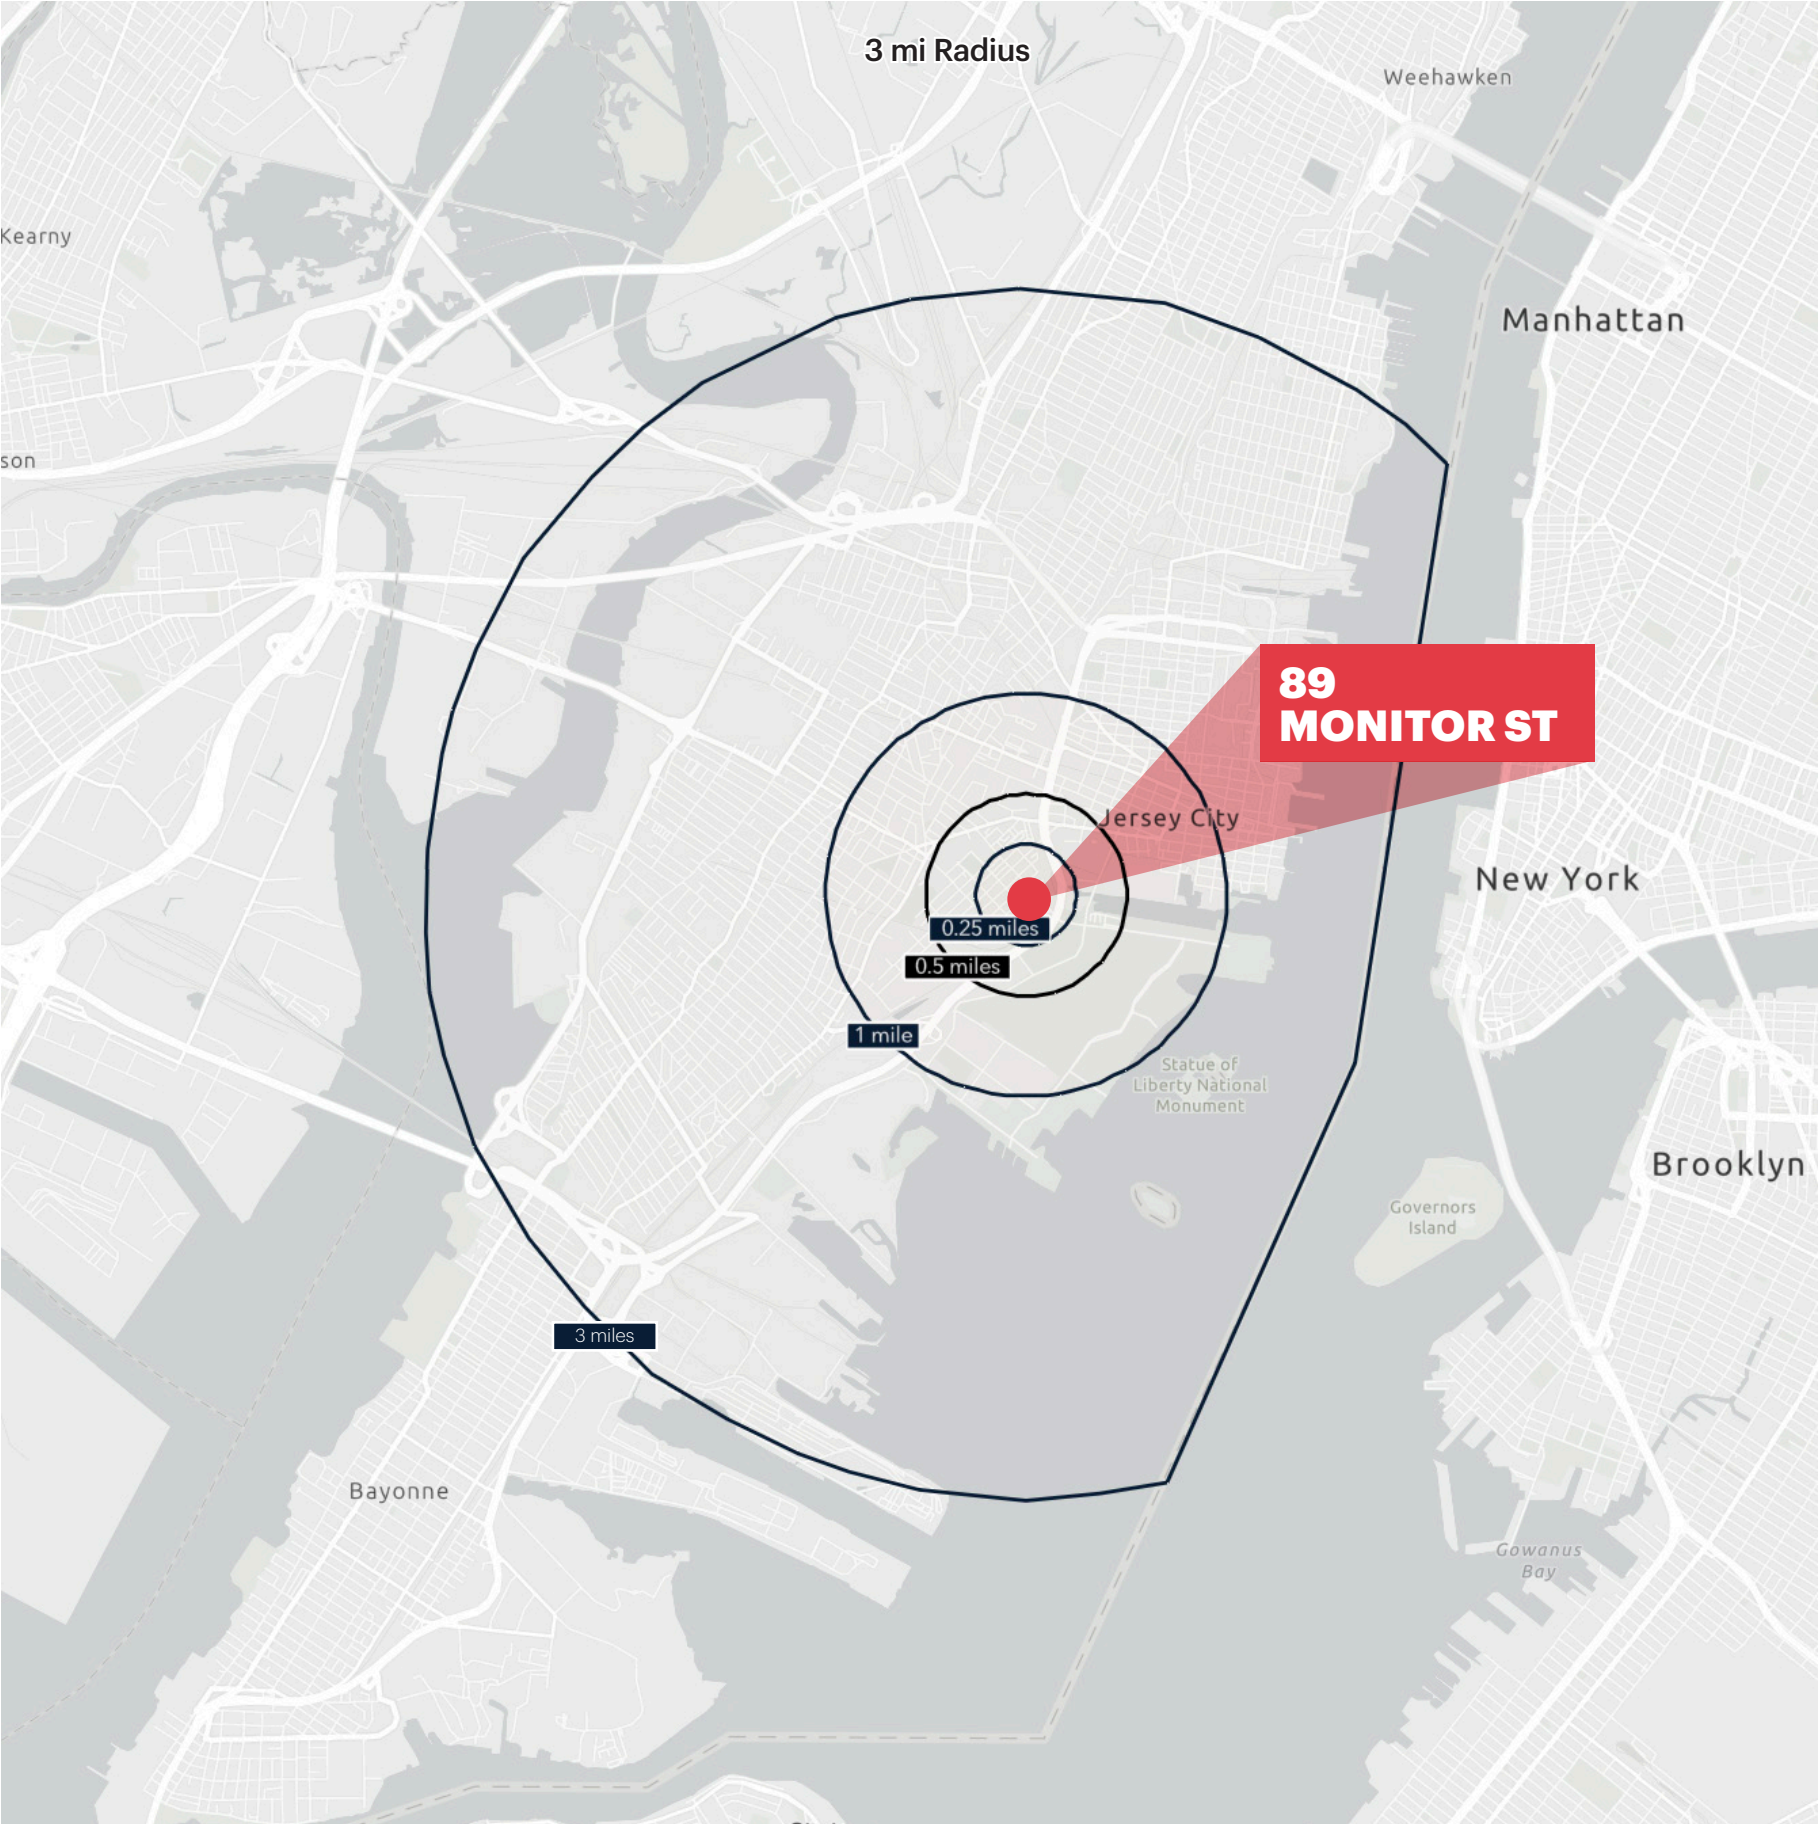 3 mi Radius
Weehawken
Kearny
Manhattan
son
89
MONITOR ST
Jersey City
New York
0.25 miles
0.5 miles
1 mile
Statue of
Liberty National
Monument
Brooklyn
Governors
Island
3 miles
Bayonne
Gowanus
Bay